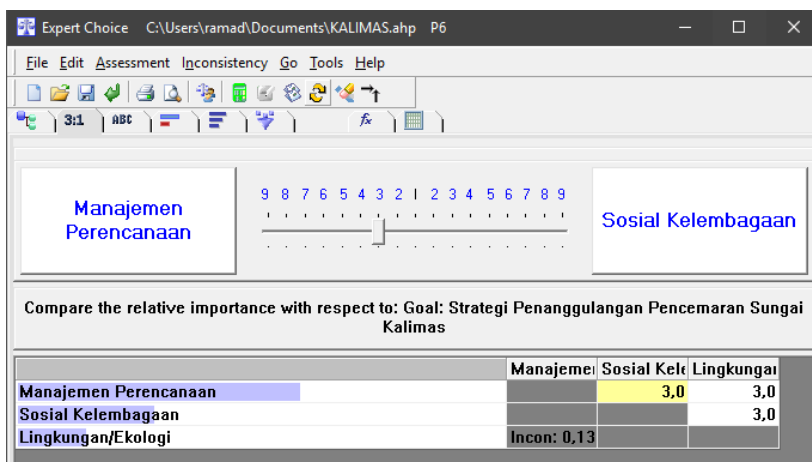 Expert Choice C:\Users\ramad\Documents\KALIMAS.ahp P6
File Edit Assessment Inconsistency Go Tools Help
3:1 ABC fx
Manajemen
Perencanaan
9 8 7 6 5 4 3 2 1 2 3 4 5 6 7 8 9
Sosial Kelembagaan
Compare the relative importance with respect to: Goal: Strategi Penanggulangan Pencemaran Sungai
Kalimas
Manajemei Sosial Kele Lingkungai
Manajemen Perencanaan 3,0 3,0
Sosial Kelembagaan 3,0
Lingkungan/Ekologi Incon: 0,13